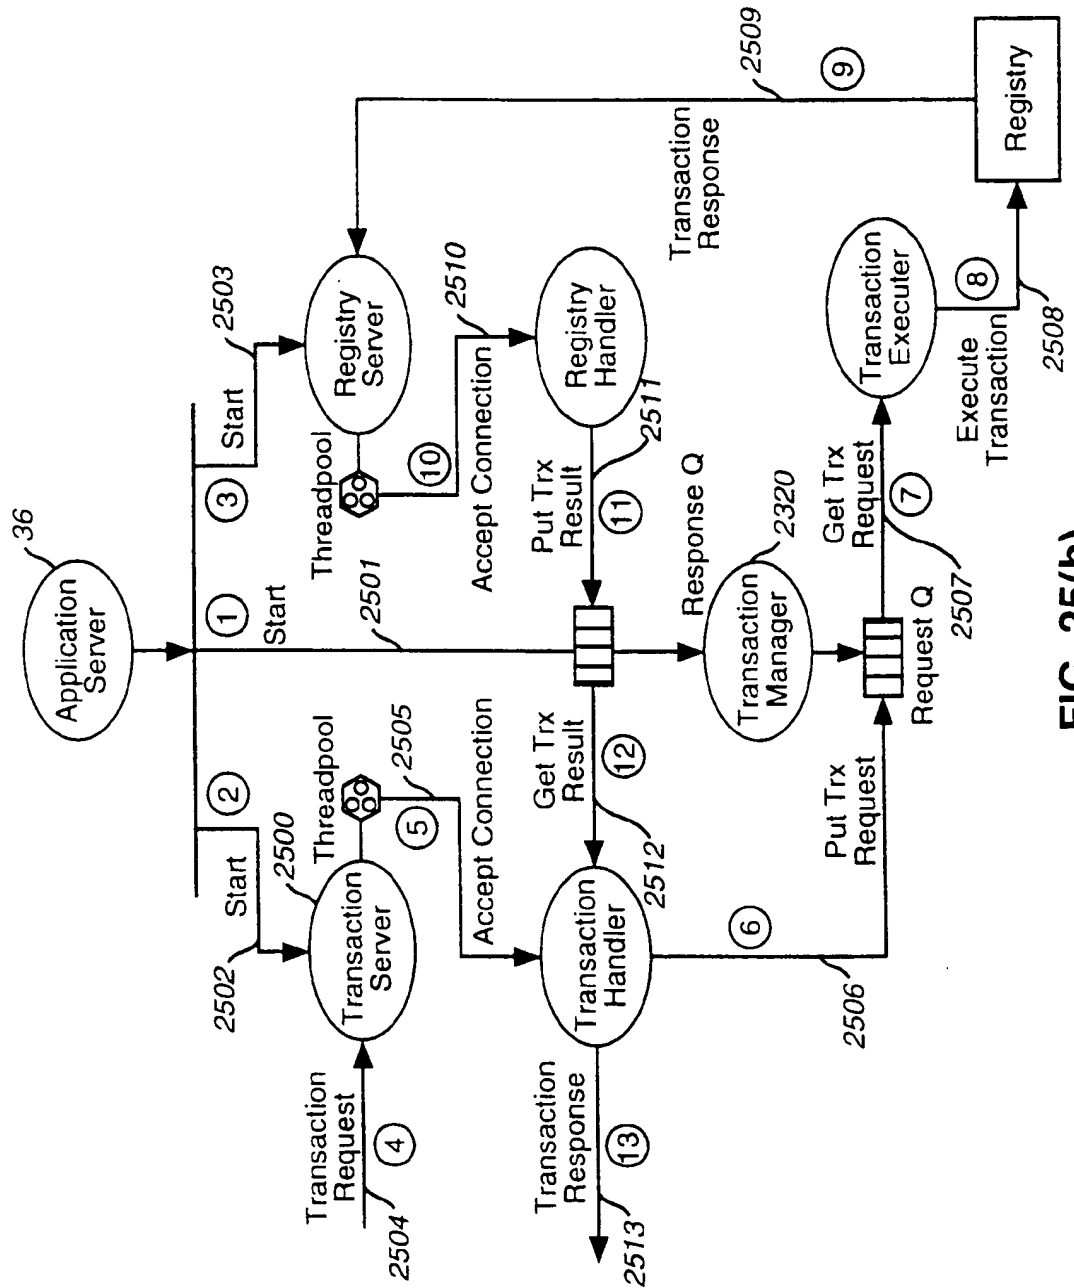 36
Application
Server
1
Start
2501
2
Start
2502
3
Start
2503
Transaction
Request
4
2504
Transaction
Server
2500
Threadpool
5
2505
Accept Connection
Registry
Server
Threadpool
10
2510
Accept Connection
Transaction
Response
9
2509
Transaction
Response
13
2513
Transaction
Handler
Get Trx
Result
12
2512
Put Trx
Result
11
2511
Registry
Handler
Response Q
Transaction
Manager
2320
6
2506
Put Trx
Request
Request Q
Get Trx
Request
7
2507
Transaction
Executer
Execute
Transaction
8
2508
Registry
FIG. 25(b)